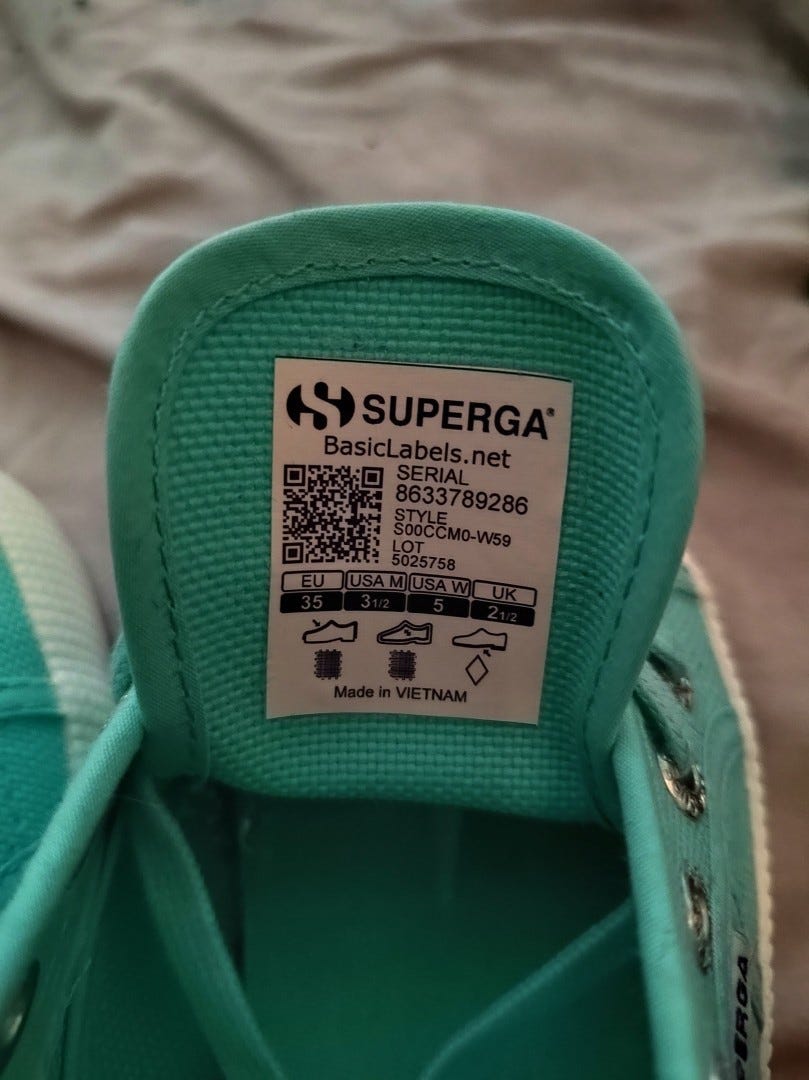 SUPERGA®
BasicLabels.net
SERIAL
8633789286
STYLE
S00CCM0-W59
LOT
5025758
EU USA M USA W UK
35 3 1/2 5 2 1/2
Made in VIETNAM
ERGA